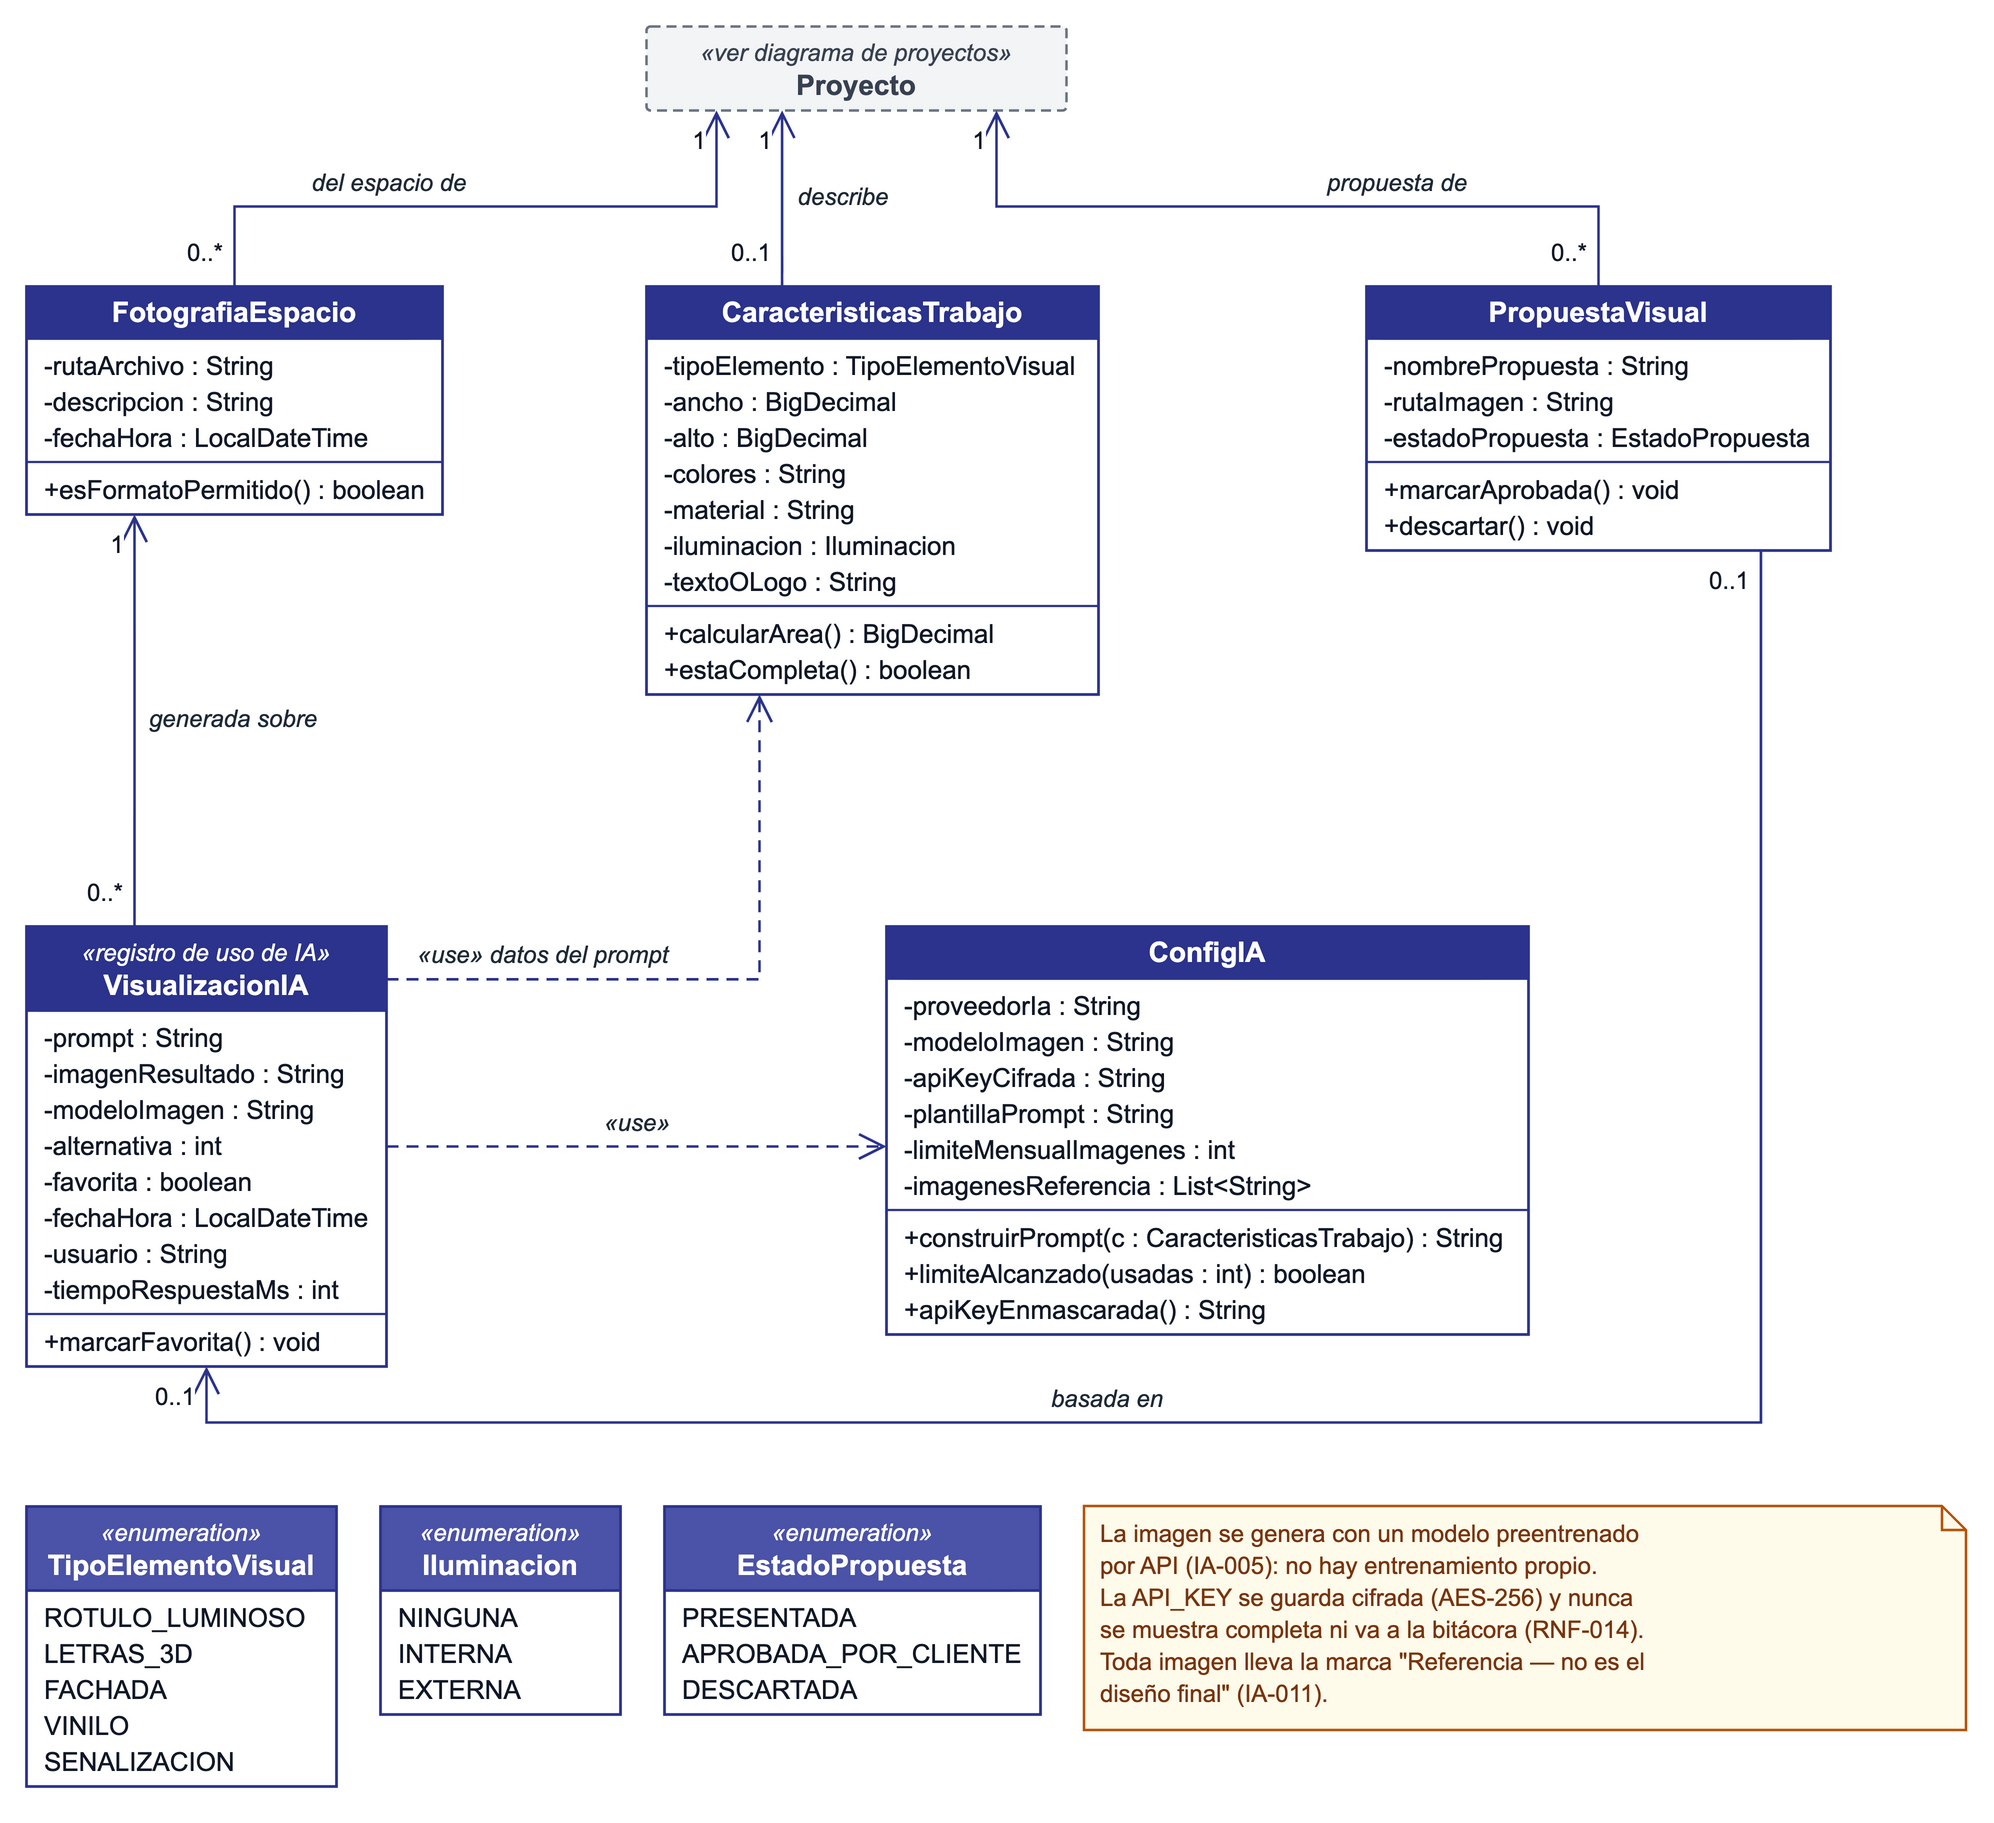 «ver diagrama de proyectos»
Proyecto
1
1
1
del espacio de
describe
propuesta de
0..*
0..1
0..*
FotografiaEspacio
-rutaArchivo : String
-descripcion : String
-fechaHora : LocalDateTime
+esFormatoPermitido() : boolean
CaracteristicasTrabajo
-tipoElemento : TipoElementoVisual
-ancho : BigDecimal
-alto : BigDecimal
-colores : String
-material : String
-iluminacion : Iluminacion
-textoOLogo : String
+calcularArea() : BigDecimal
+estaCompleta() : boolean
PropuestaVisual
-nombrePropuesta : String
-rutaImagen : String
-estadoPropuesta : EstadoPropuesta
+marcarAprobada() : void
+descartar() : void
1
0..1
generada sobre
0..*
«registro de uso de IA»
VisualizacionIA
-prompt : String
-imagenResultado : String
-modeloImagen : String
-alternativa : int
-favorita : boolean
-fechaHora : LocalDateTime
-usuario : String
-tiempoRespuestaMs : int
+marcarFavorita() : void
«use» datos del prompt
«use»
ConfigIA
-proveedorIa : String
-modeloImagen : String
-apiKeyCifrada : String
-plantillaPrompt : String
-limiteMensualImagenes : int
-imagenesReferencia : List<String>
+construirPrompt(c : CaracteristicasTrabajo) : String
+limiteAlcanzado(usadas : int) : boolean
+apiKeyEnmascarada() : String
0..1
basada en
«enumeration»
TipoElementoVisual
ROTULO_LUMINOSO
LETRAS_3D
FACHADA
VINILO
SENALIZACION
«enumeration»
Iluminacion
NINGUNA
INTERNA
EXTERNA
«enumeration»
EstadoPropuesta
PRESENTADA
APROBADA_POR_CLIENTE
DESCARTADA
La imagen se genera con un modelo preentrenado
por API (IA-005): no hay entrenamiento propio.
La API_KEY se guarda cifrada (AES-256) y nunca
se muestra completa ni va a la bitácora (RNF-014).
Toda imagen lleva la marca "Referencia — no es el
diseño final" (IA-011).